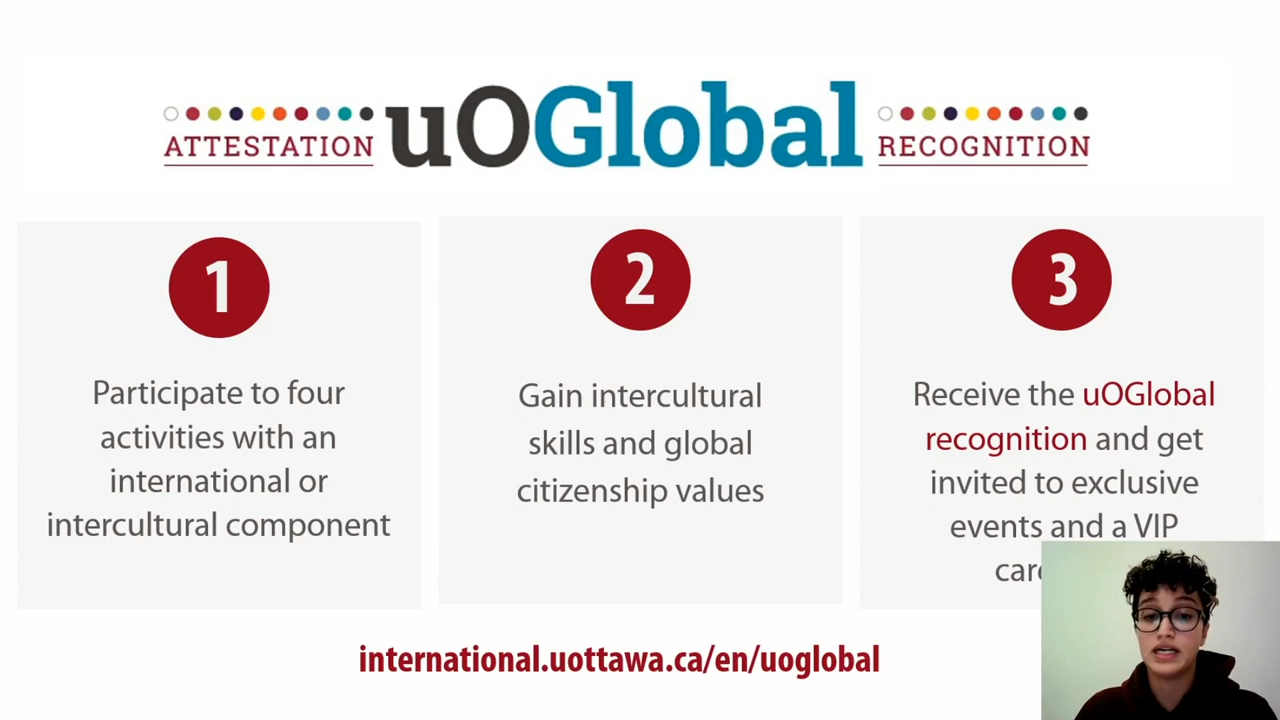 ATTESTATION uOGlobal RECOGNITION
1
Participate to four
activities with an
international or
intercultural component
2
Gain intercultural
skills and global
citizenship values
3
Receive the uOGlobal
recognition and get
invited to exclusive
events and a VIP
international.uottawa.ca/en/uoglobal